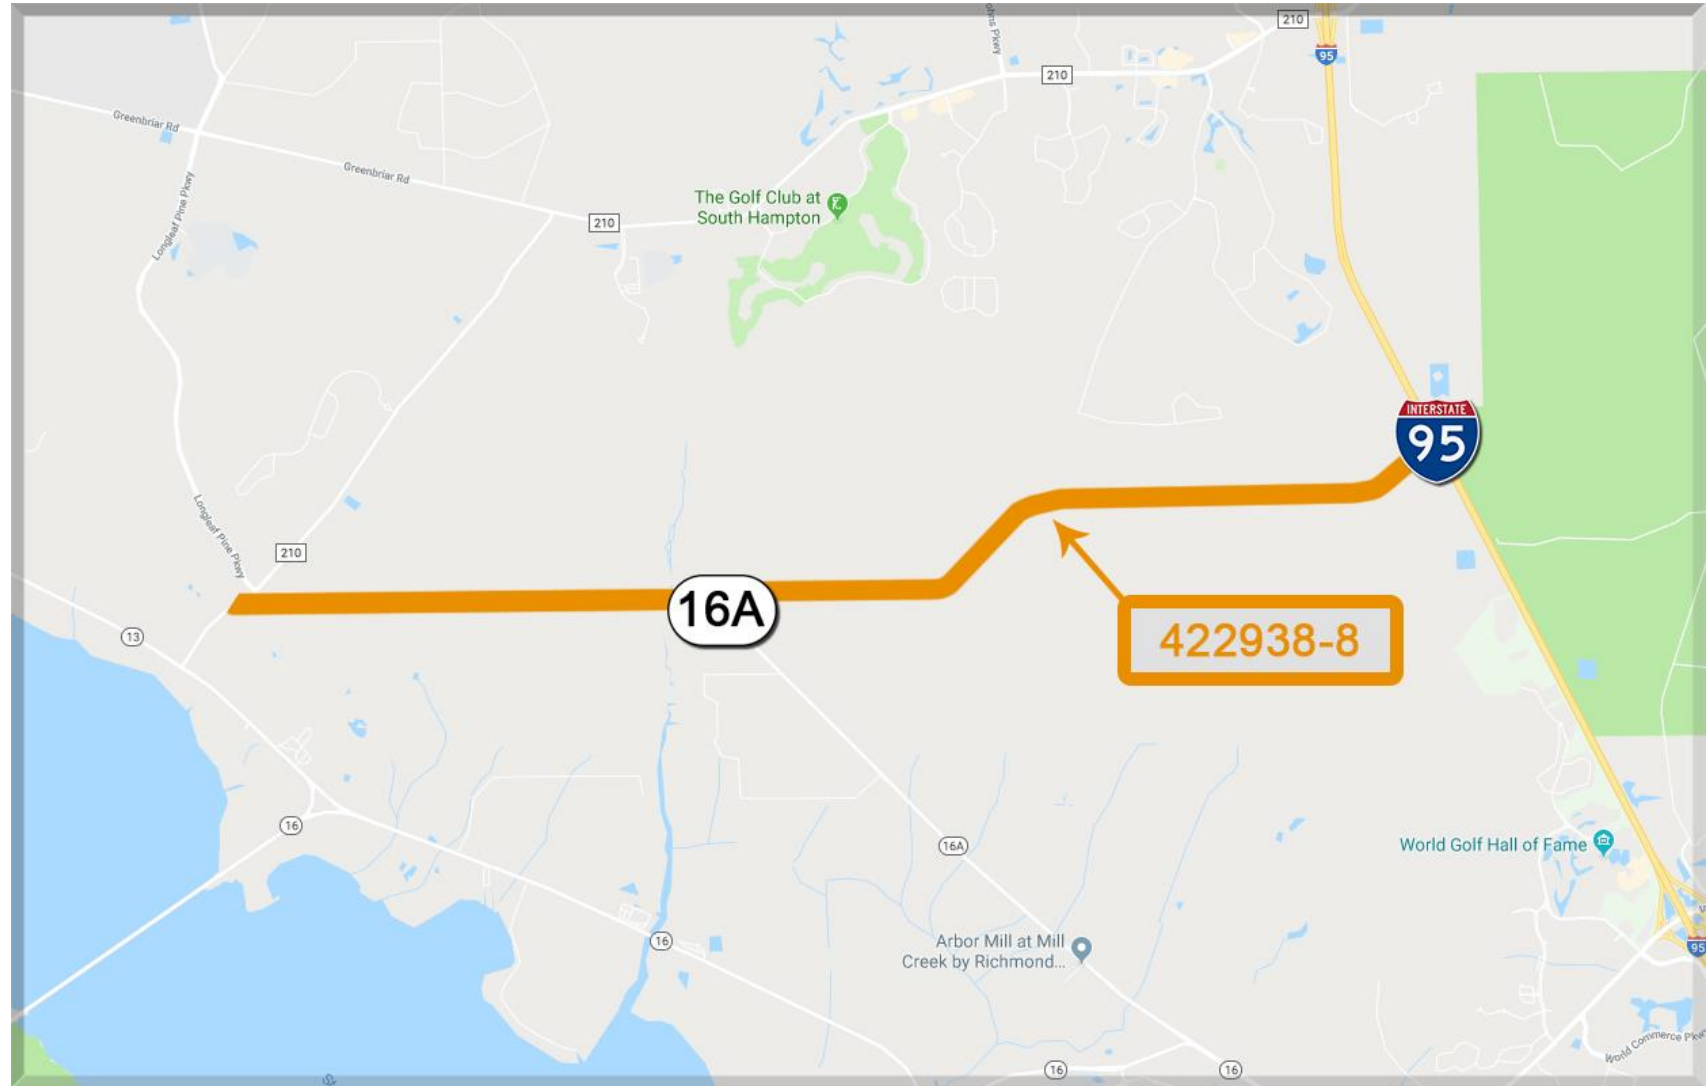 210
95
ohns Pkwy
210
Greenbriar Rd
Greenbriar Rd
Longleaf Pine Pkwy
The Golf Club at
South Hampton
210
INTERSTATE
95
Longleaf Pine Pkwy
210
16A
422938-8
13
16
16A
World Golf Hall of Fame
16
Arbor Mill at Mill
Creek by Richmond...
95
World Commerce Pkwy
16
16